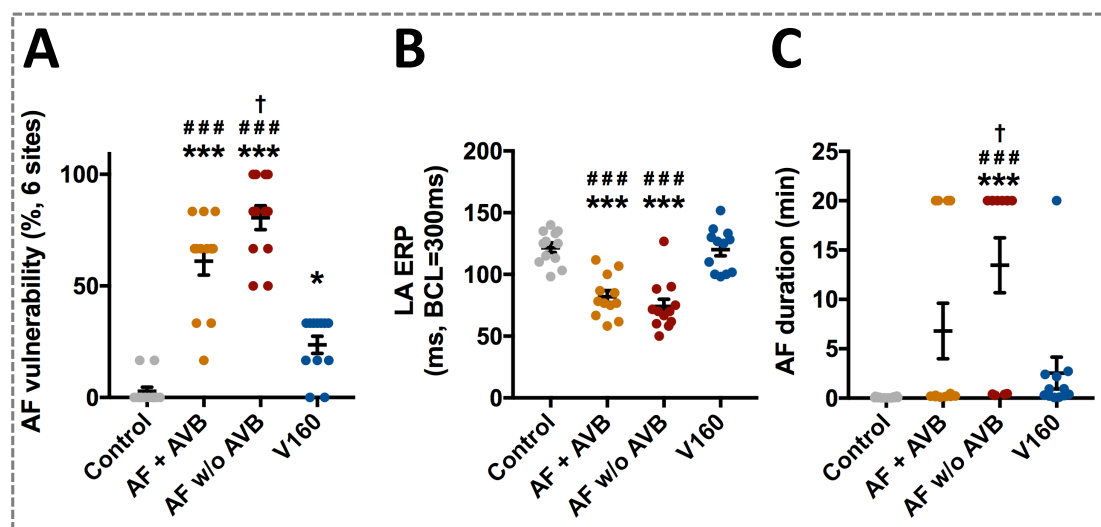 A
AF vulnerability (%, 6 sites)
100
50
0
###
***
†
###
***
*
Control
AF + AVB
AF w/o AVB
V160
B
LA ERP
(ms, BCL=300ms)
200
150
100
50
0
###
***
###
***
Control
AF + AVB
AF w/o AVB
V160
C
AF duration (min)
25
20
15
10
5
0
†
###
***
Control
AF + AVB
AF w/o AVB
V160